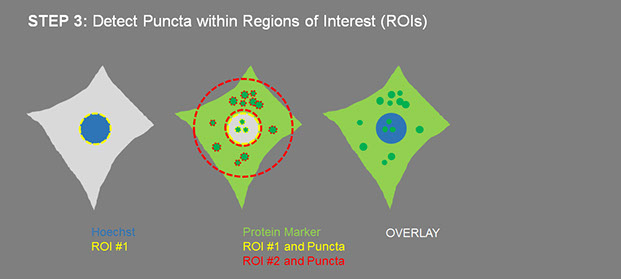 STEP 3: Detect Puncta within Regions of Interest (ROIs)
Hoechst
ROI #1
Protein Marker
ROI #1 and Puncta
ROI #2 and Puncta
OVERLAY